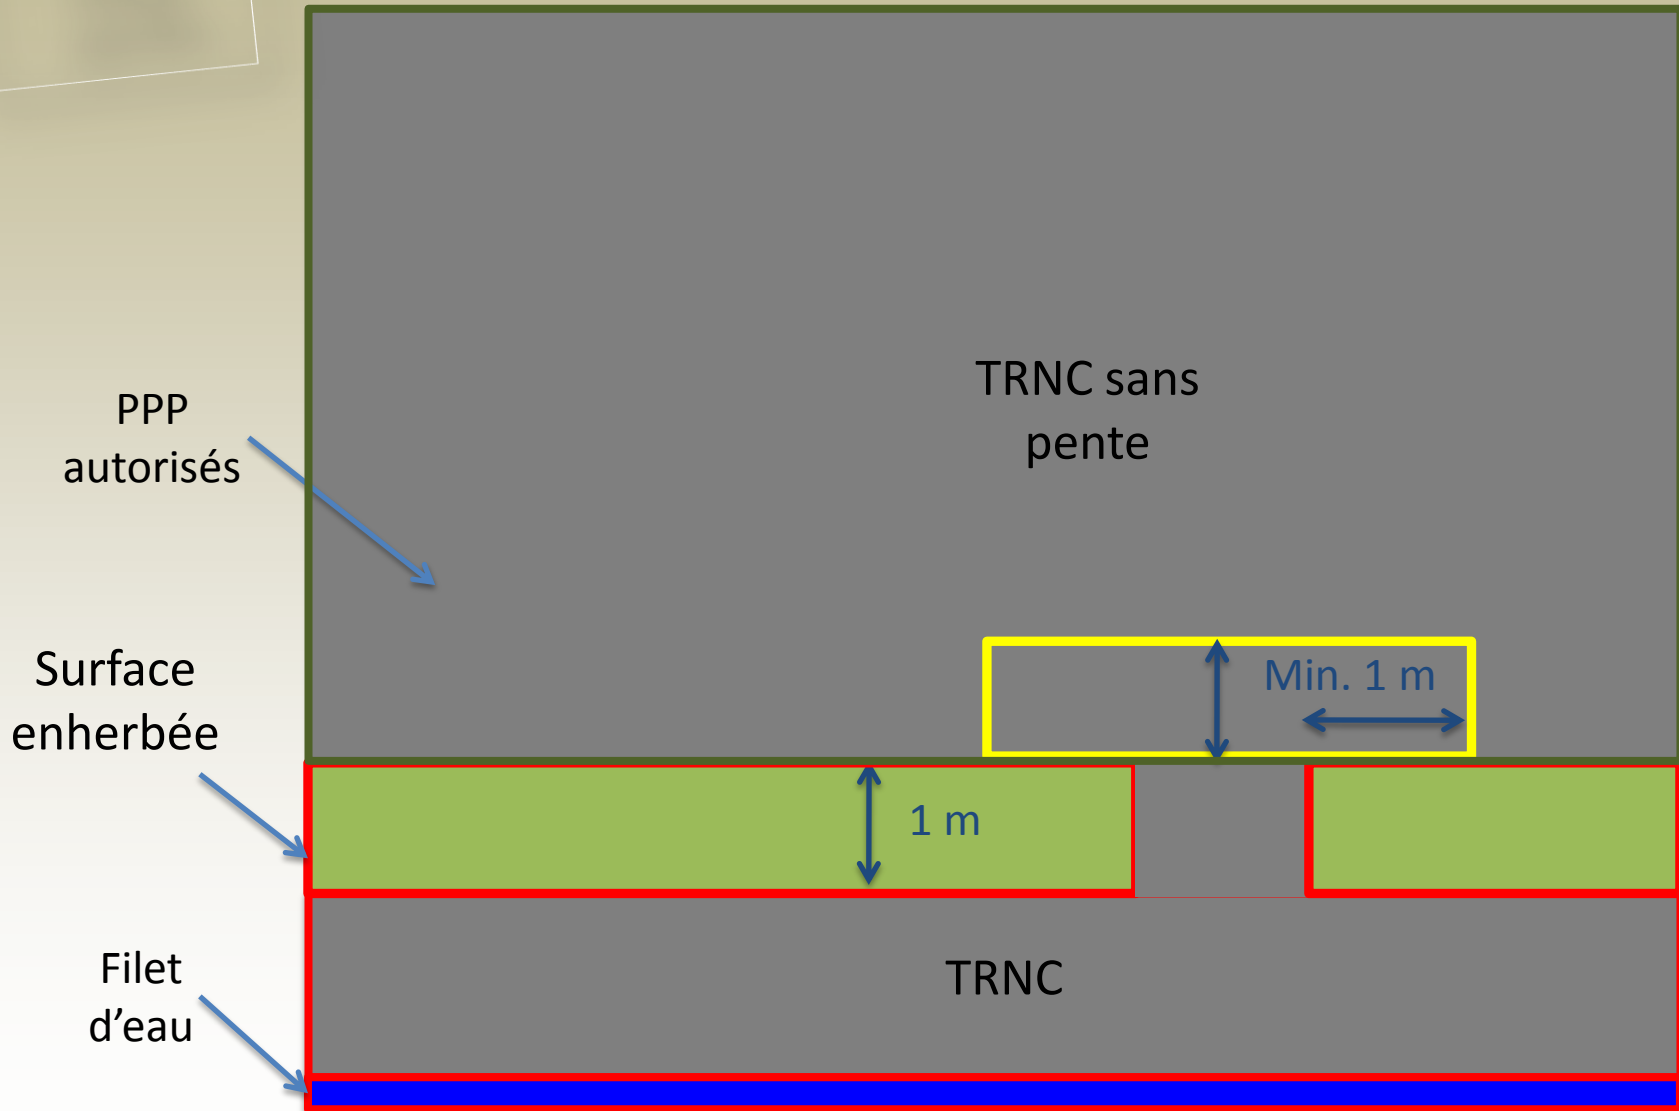 TRNC sans
pente
PPP
autorisés
Surface
enherbée
Min. 1 m
1 m
Filet
d’eau
TRNC